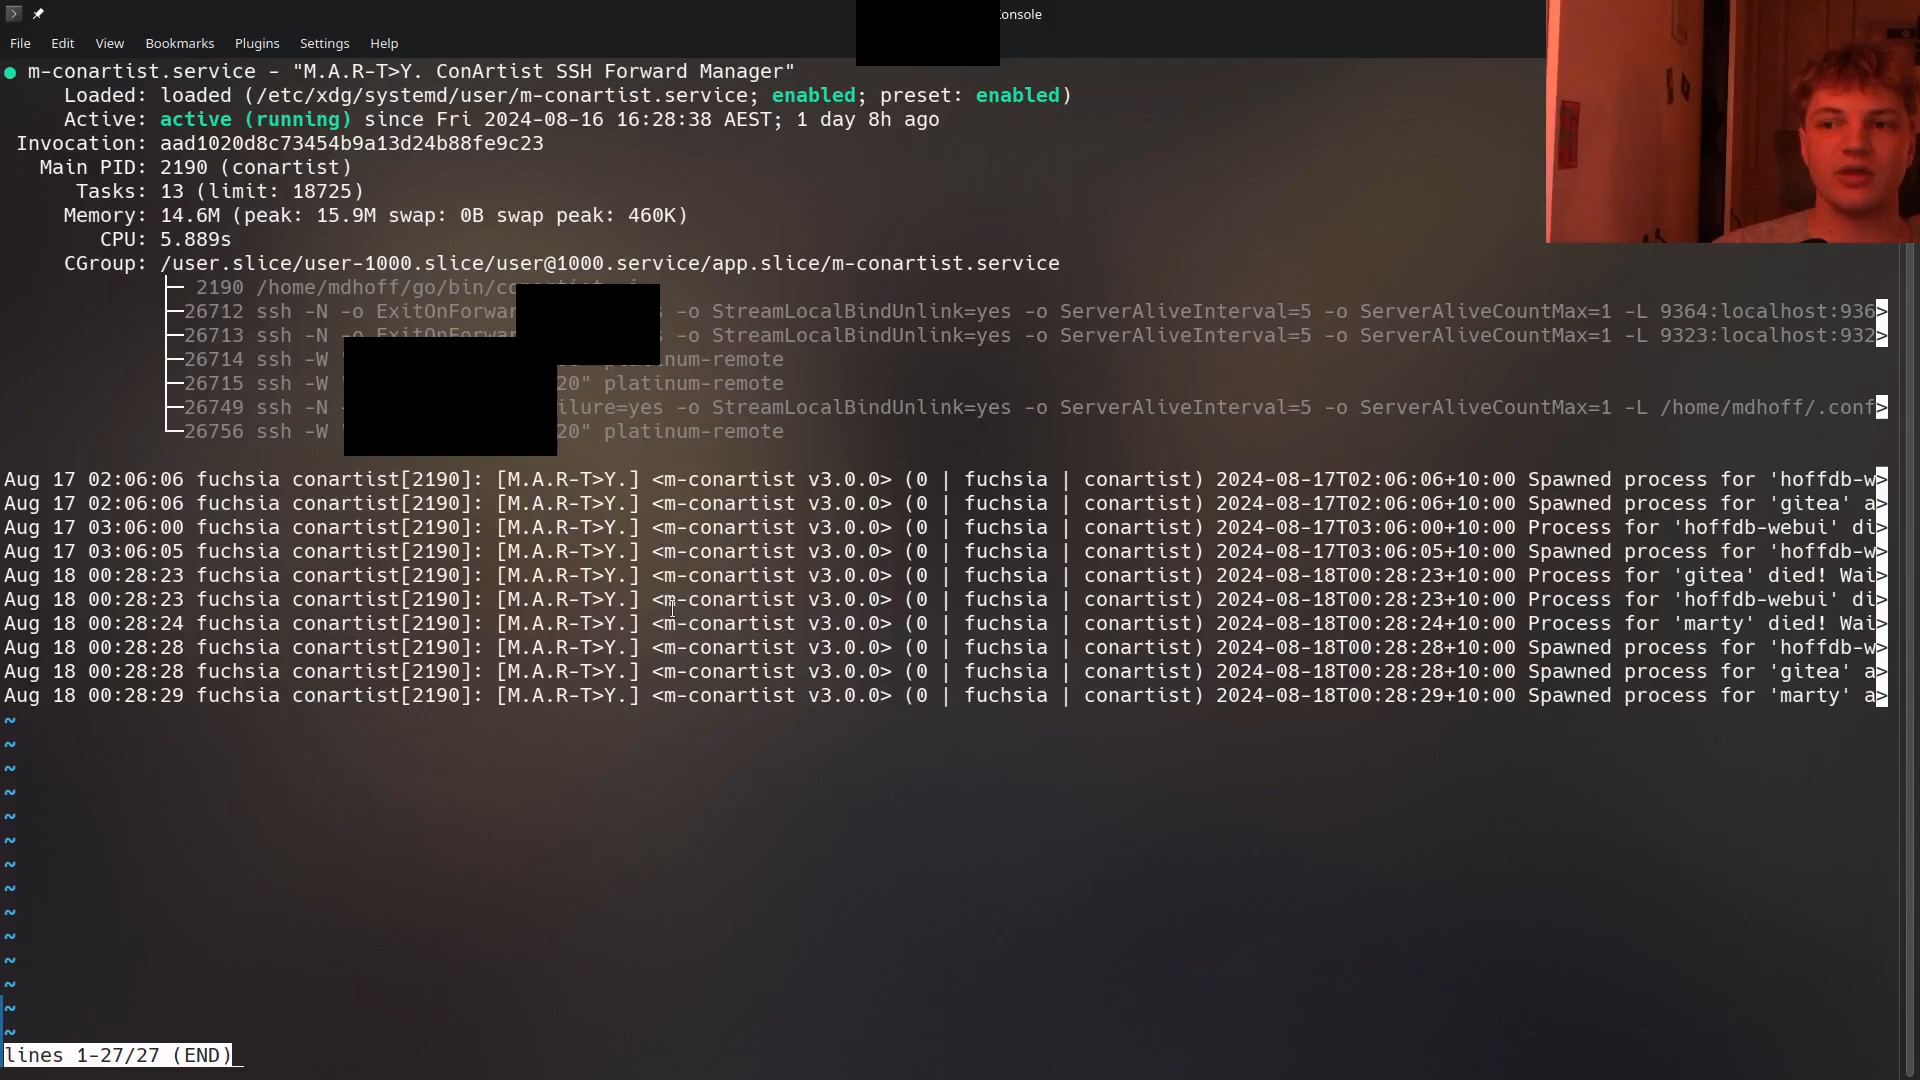 Console
File Edit View Bookmarks Plugins Settings Help
● m-conartist.service - "M.A.R-T>Y. ConArtist SSH Forward Manager"
Loaded: loaded (/etc/xdg/systemd/user/m-conartist.service; enabled; preset: enabled)
Active: active (running) since Fri 2024-08-16 16:28:38 AEST; 1 day 8h ago
Invocation: aad1020d8c73454b9a13d24b88fe9c23
Main PID: 2190 (conartist)
Tasks: 13 (limit: 18725)
Memory: 14.6M (peak: 15.9M swap: 0B swap peak: 460K)
CPU: 5.889s
CGroup: /user.slice/user-1000.slice/user@1000.service/app.slice/m-conartist.service
├─ 2190 /home/mdhoff/go/bin/conartist
├─26712 ssh -N -o ExitOnForwar -o StreamLocalBindUnlink=yes -o ServerAliveInterval=5 -o ServerAliveCountMax=1 -L 9364:localhost:936>
├─26713 ssh -N -o ExitOnForwar -o StreamLocalBindUnlink=yes -o ServerAliveInterval=5 -o ServerAliveCountMax=1 -L 9323:localhost:932>
├─26714 ssh -W num-remote
├─26715 ssh -W 20" platinum-remote
├─26749 ssh -N ilure=yes -o StreamLocalBindUnlink=yes -o ServerAliveInterval=5 -o ServerAliveCountMax=1 -L /home/mdhoff/.conf>
└─26756 ssh -W 20" platinum-remote
Aug 17 02:06:06 fuchsia conartist[2190]: [M.A.R-T>Y.] <m-conartist v3.0.0> (0 | fuchsia | conartist) 2024-08-17T02:06:06+10:00 Spawned process for 'hoffdb-w>
Aug 17 02:06:06 fuchsia conartist[2190]: [M.A.R-T>Y.] <m-conartist v3.0.0> (0 | fuchsia | conartist) 2024-08-17T02:06:06+10:00 Spawned process for 'gitea' a>
Aug 17 03:06:00 fuchsia conartist[2190]: [M.A.R-T>Y.] <m-conartist v3.0.0> (0 | fuchsia | conartist) 2024-08-17T03:06:00+10:00 Process for 'hoffdb-webui' di>
Aug 17 03:06:05 fuchsia conartist[2190]: [M.A.R-T>Y.] <m-conartist v3.0.0> (0 | fuchsia | conartist) 2024-08-17T03:06:05+10:00 Spawned process for 'hoffdb-w>
Aug 18 00:28:23 fuchsia conartist[2190]: [M.A.R-T>Y.] <m-conartist v3.0.0> (0 | fuchsia | conartist) 2024-08-18T00:28:23+10:00 Process for 'gitea' died! Wai>
Aug 18 00:28:23 fuchsia conartist[2190]: [M.A.R-T>Y.] <m-conartist v3.0.0> (0 | fuchsia | conartist) 2024-08-18T00:28:23+10:00 Process for 'hoffdb-webui' di>
Aug 18 00:28:24 fuchsia conartist[2190]: [M.A.R-T>Y.] <m-conartist v3.0.0> (0 | fuchsia | conartist) 2024-08-18T00:28:24+10:00 Process for 'marty' died! Wai>
Aug 18 00:28:28 fuchsia conartist[2190]: [M.A.R-T>Y.] <m-conartist v3.0.0> (0 | fuchsia | conartist) 2024-08-18T00:28:28+10:00 Spawned process for 'hoffdb-w>
Aug 18 00:28:28 fuchsia conartist[2190]: [M.A.R-T>Y.] <m-conartist v3.0.0> (0 | fuchsia | conartist) 2024-08-18T00:28:28+10:00 Spawned process for 'gitea' a>
Aug 18 00:28:29 fuchsia conartist[2190]: [M.A.R-T>Y.] <m-conartist v3.0.0> (0 | fuchsia | conartist) 2024-08-18T00:28:29+10:00 Spawned process for 'marty' a>
~
~
~
~
~
~
~
~
~
~
~
~
~
~
lines 1-27/27 (END)